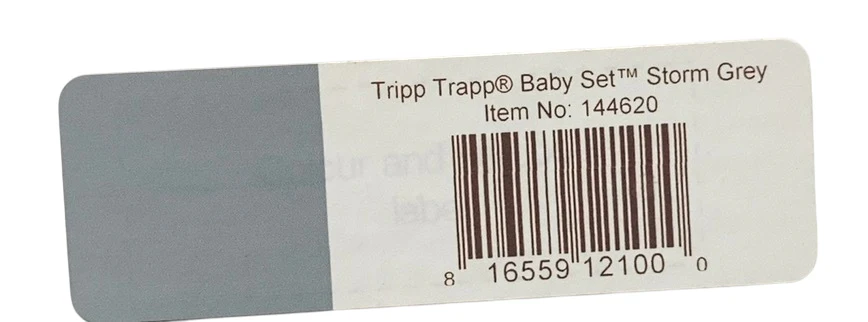 Tripp Trapp® Baby Set™ Storm Grey
Item No: 144620
8 16559 12100 0